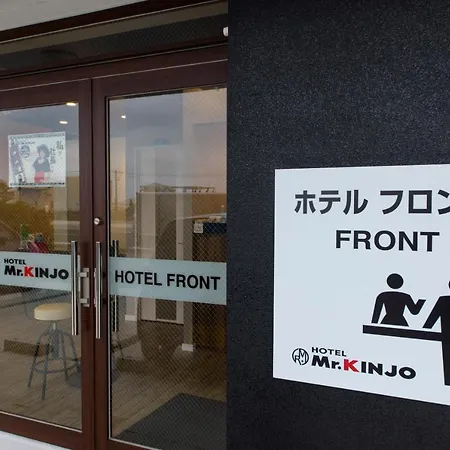 HOTEL
Mr.KINJO
HOTEL FRONT
ホテル フロン
FRONT
HOTEL
Mr.KINJO